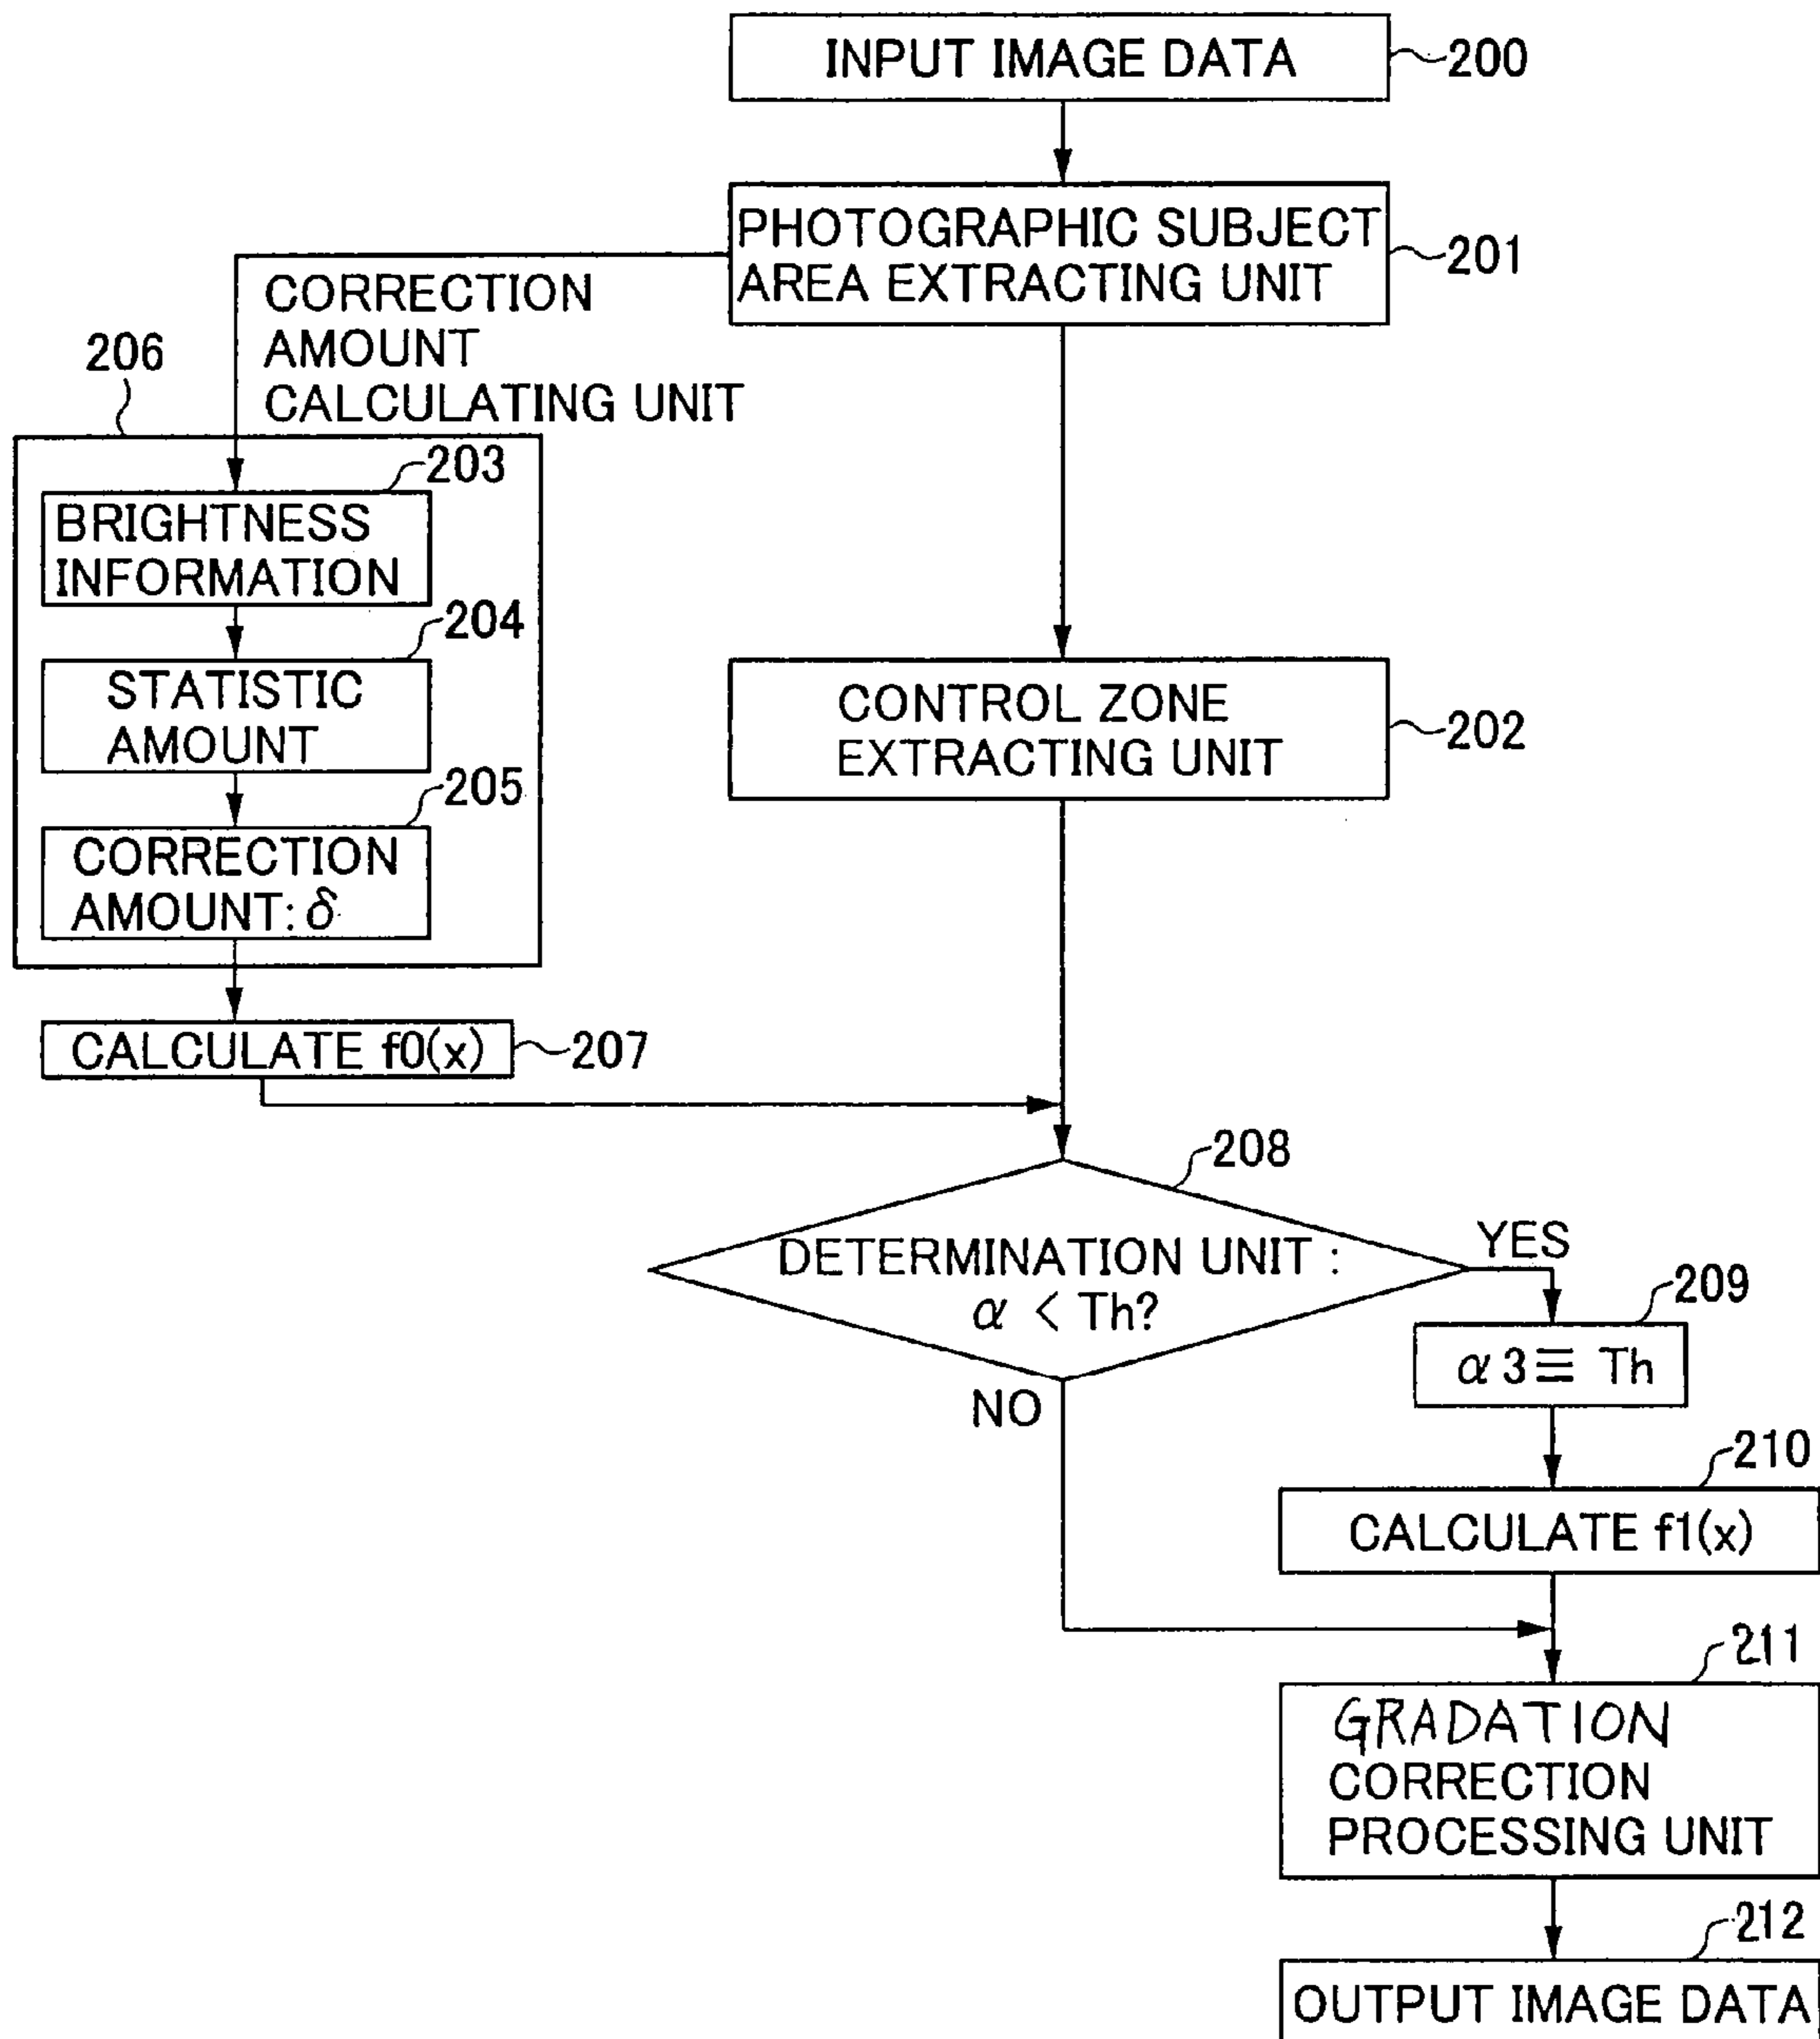 INPUT IMAGE DATA
200
PHOTOGRAPHIC SUBJECT
AREA EXTRACTING UNIT
201
CORRECTION
AMOUNT
CALCULATING UNIT
206
203
BRIGHTNESS
INFORMATION
204
STATISTIC
AMOUNT
205
CORRECTION
AMOUNT: δ
CONTROL ZONE
EXTRACTING UNIT
202
CALCULATE f0(x)
207
208
DETERMINATION UNIT :
α < Th?
YES
NO
209
α3≡ Th
210
CALCULATE f1(x)
211
GRADATION
CORRECTION
PROCESSING UNIT
212
OUTPUT IMAGE DATA